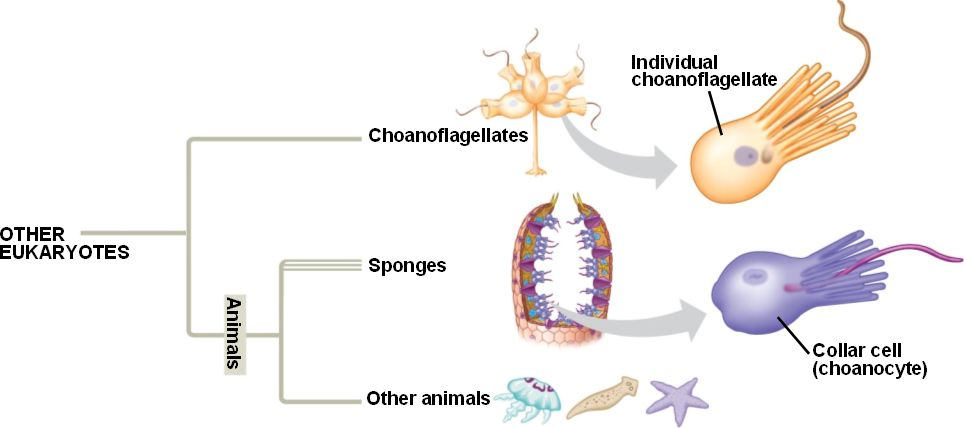 Individual
choanoflagellate
Choanoflagellates
OTHER
EUKARYOTES
Sponges
Animals
Collar cell
(choanocyte)
Other animals